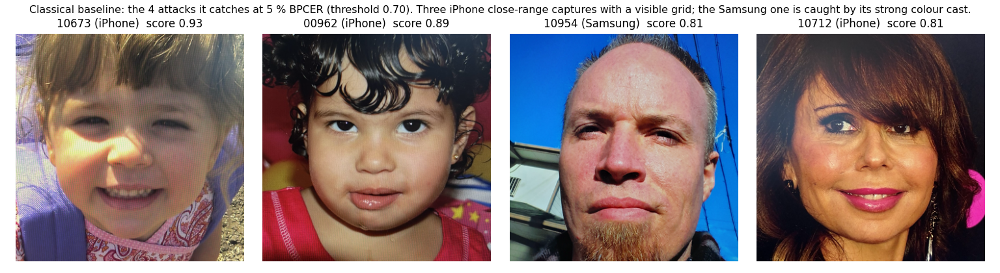 Classical baseline: the 4 attacks it catches at 5 % BPCER (threshold 0.70). Three iPhone close-range captures with a visible grid; the Samsung one is caught by its strong colour cast.
10673 (iPhone)  score 0.93
00962 (iPhone)  score 0.89
10954 (Samsung)  score 0.81
10712 (iPhone)  score 0.81